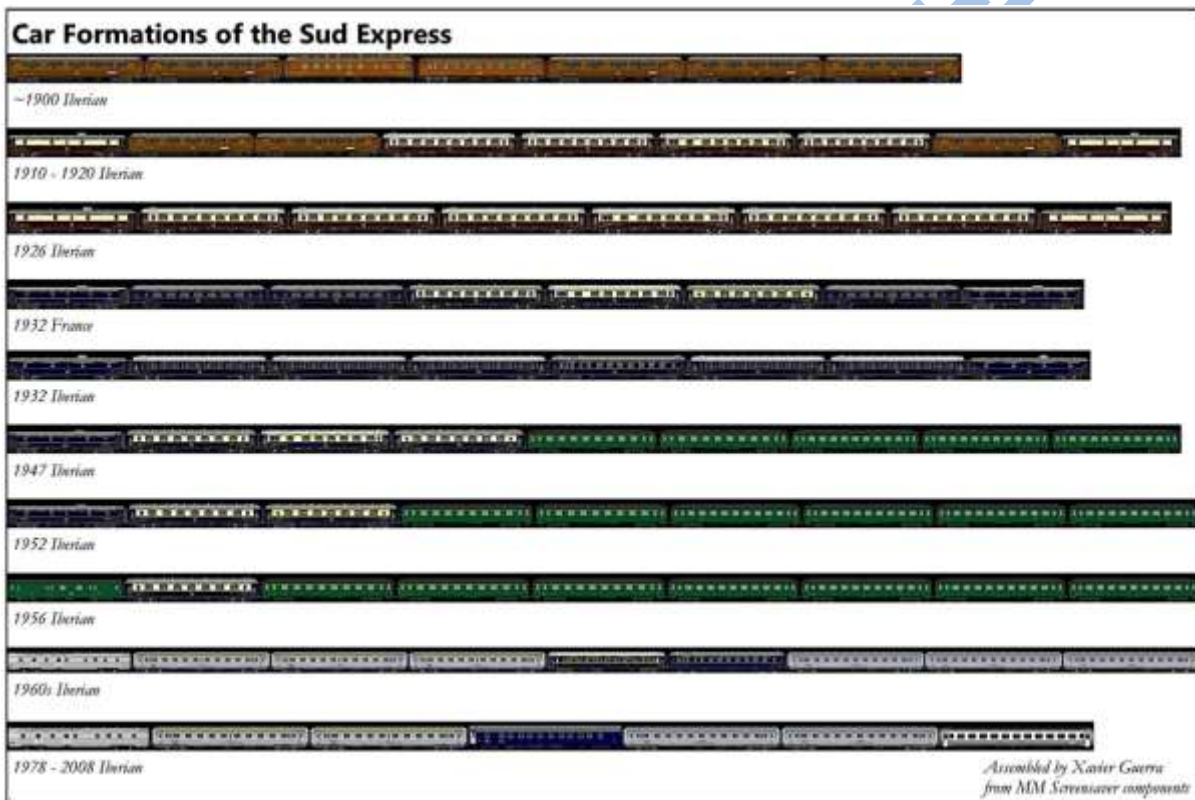 Car Formations of the Sud Express
~1900 Iberian
1910 - 1920 Iberian
1926 Iberian
1932 France
1932 Iberian
1947 Iberian
1952 Iberian
1956 Iberian
1960s Iberian
1978 - 2008 Iberian
Assembled by Xavier Guerra
from MM Screensaver components